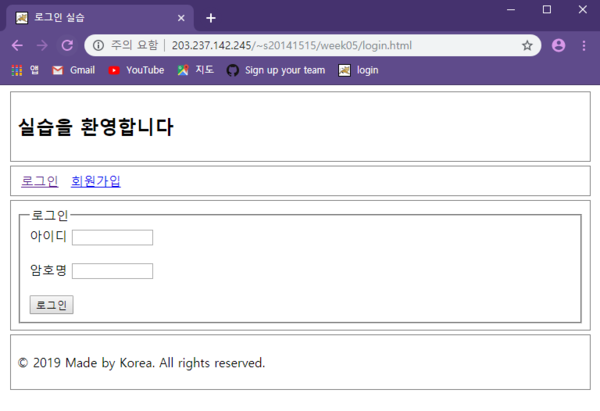 로그인 실습
주의 요함 203.237.142.245/~s20141515/week05/login.html
앱 Gmail YouTube 지도 Sign up your team login
실습을 환영합니다
로그인 회원가입
로그인
아이디
암호명
로그인
© 2019 Made by Korea. All rights reserved.